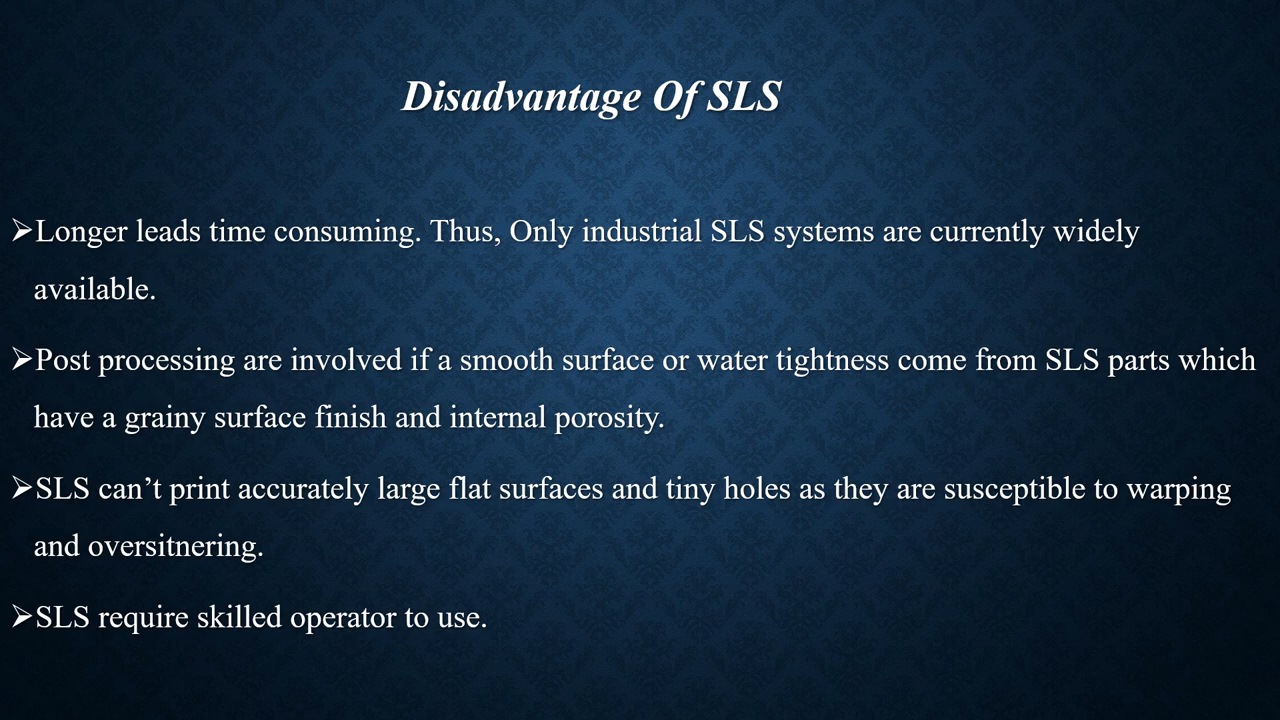 Disadvantage Of SLS
➢Longer leads time consuming. Thus, Only industrial SLS systems are currently widely
available.
➢Post processing are involved if a smooth surface or water tightness come from SLS parts which
have a grainy surface finish and internal porosity.
➢SLS can’t print accurately large flat surfaces and tiny holes as they are susceptible to warping
and oversitnering.
➢SLS require skilled operator to use.